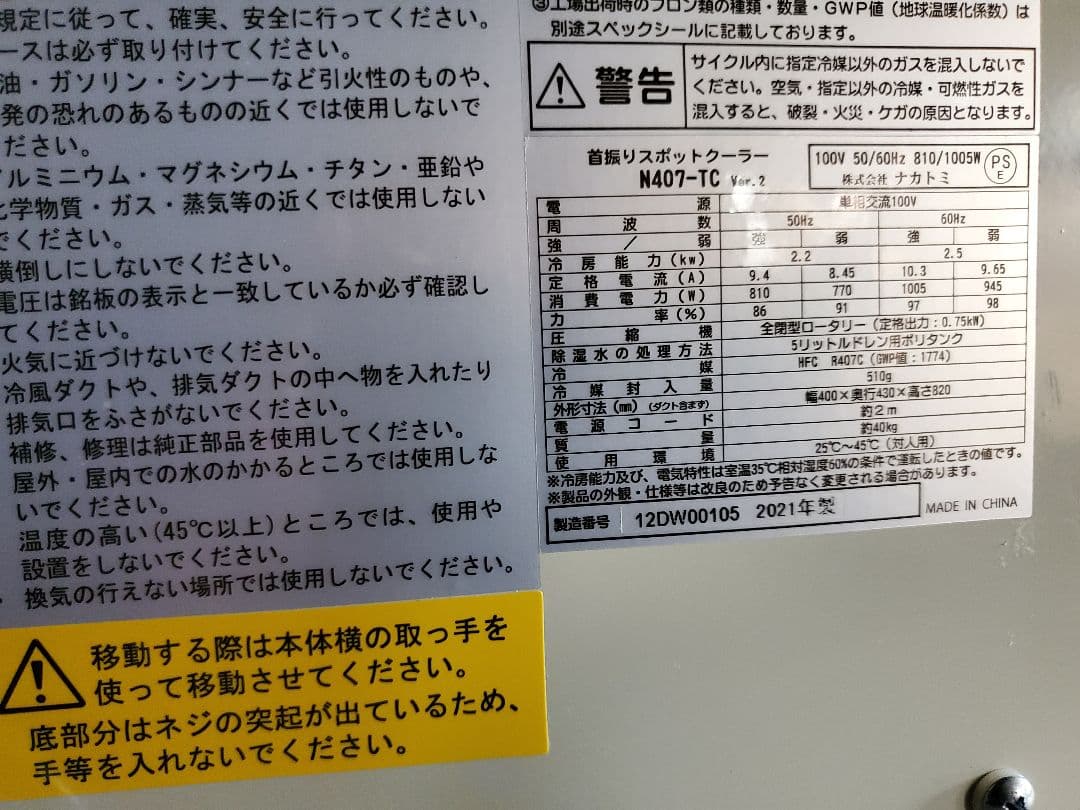 規定に従って、確実、安全に行ってください。
ースは必ず取り付けてください。
油・ガソリン・シンナーなど引火性のものや、
発の恐れのあるものの近くでは使用しないで
ださい。
ルミニウム・マグネシウム・チタン・亜鉛や
化学物質・ガス・蒸気等の近くでは使用しない
でください。
横倒しにしないでください。
電圧は銘板の表示と一致しているか必ず確認し
てください。
火気に近づけないでください。
冷風ダクトや、排気ダクトの中へ物を入れたり
排気口をふさがないでください。
補修、修理は純正部品を使用してください。
屋外・屋内での水のかかるところでは使用しな
いでください。
温度の高い(45℃以上)ところでは、使用や
設置をしないでください。
・ 換気の行えない場所では使用しないでください。
移動する際は本体横の取っ手を
使って移動させてください。
底部分はネジの突起が出ているため、
手等を入れないでください。
③工場出荷時のフロン類の種類・数量・GWP値（地球温暖化係数）は
別途スペックシールに記載しております。
警告
サイクル内に指定冷媒以外のガスを混入しないで
ください。空気・指定以外の冷媒・可燃性ガスを
混入すると、破裂・火災・ケガの原因となります。
首振りスポットクーラー
N407-TC Ver.2
100V 50/60Hz 810/1005W
株式会社 ナカトミ
PS
E
電源 単相交流100V
周波数 50Hz 60Hz
強/弱 強 弱 強 弱
冷房能力(kw) 2.2 2.5
定格電流(A) 9.4 8.45 10.3 9.65
消費電力(W) 810 770 1005 945
力率(%) 86 91 97 98
圧縮機 全閉型ロータリー（定格出力：0.75kW）
除湿水の処理方法 5リットルドレン用ポリタンク
冷媒 HFC R407C（GWP値：1774）
冷媒封入量 510g
外形寸法(mm)(ダクト含まず) 幅400×奥行430×高さ820
電源コード 約2m
質量 約40kg
使用環境 25℃～45℃（対人用）
※冷房能力及び、電気特性は室温35℃相対湿度60%の条件で運転したときの値です。
※製品の外観・仕様等は改良のため予告なく変更される場合があります。
製造番号 12DW00105 2021年製
MADE IN CHINA